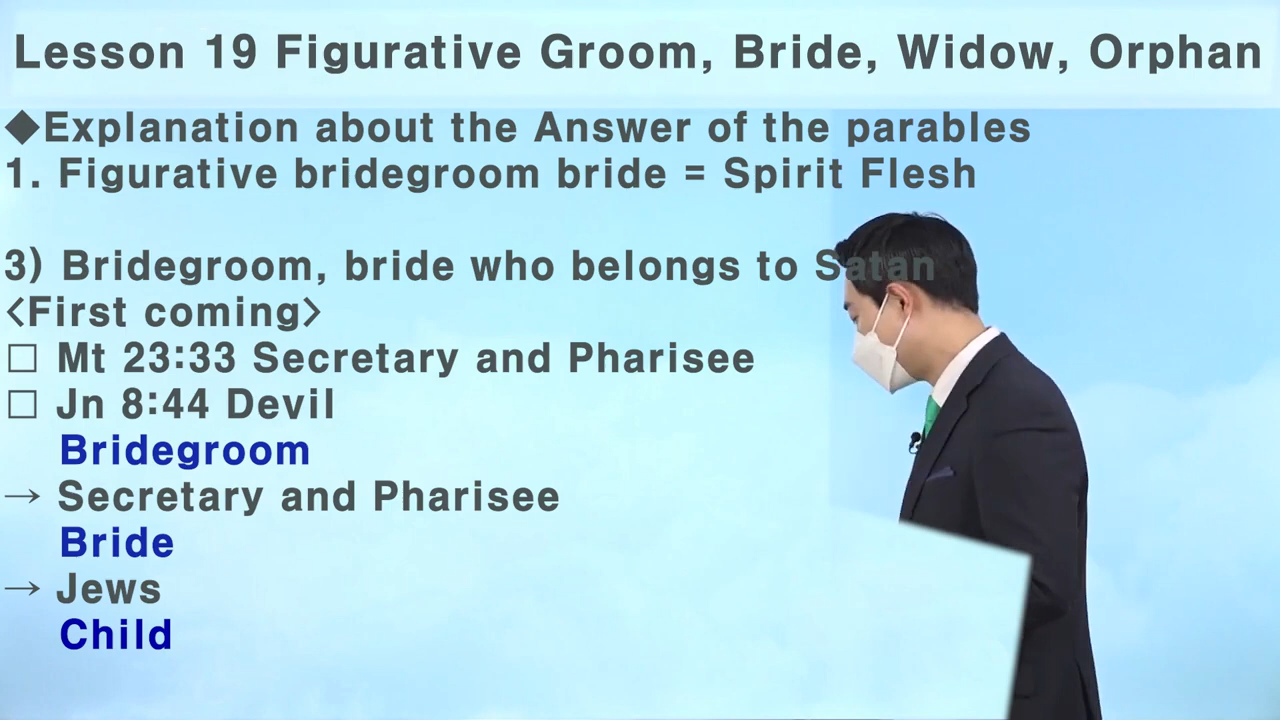 Lesson 19 Figurative Groom, Bride, Widow, Orphan
◆Explanation about the Answer of the parables
1. Figurative bridegroom bride = Spirit Flesh
3) Bridegroom, bride who belongs to Satan
<First coming>
□ Mt 23:33 Secretary and Pharisee
□ Jn 8:44 Devil
Bridegroom
→ Secretary and Pharisee
Bride
→ Jews
Child